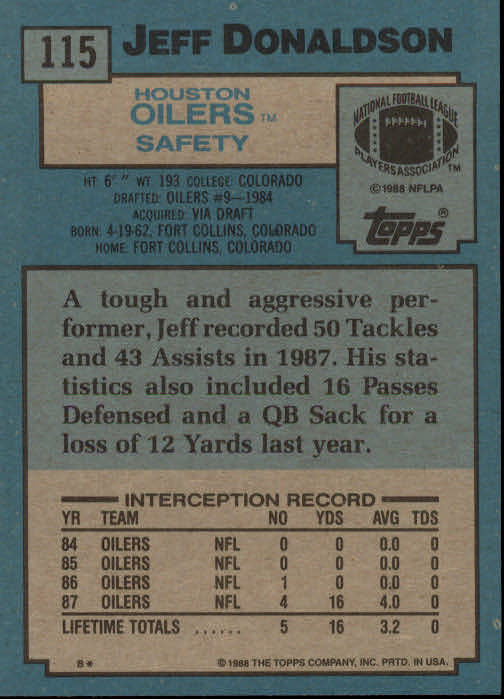 115
JEFF DONALDSON
HOUSTON
OILERS™
SAFETY
NATIONAL FOOTBALL LEAGUE
PLAYERS ASSOCIATION™
©1988 NFLPA
topps®
HT 6' " WT 193 COLLEGE: COLORADO
DRAFTED: OILERS #9—1984
ACQUIRED: VIA DRAFT
BORN: 4-19-62, FORT COLLINS, COLORADO
HOME: FORT COLLINS, COLORADO
A tough and aggressive per-
former, Jeff recorded 50 Tackles
and 43 Assists in 1987. His sta-
tistics also included 16 Passes
Defensed and a QB Sack for a
loss of 12 Yards last year.
INTERCEPTION RECORD
YR TEAM NO YDS AVG TDS
84 OILERS NFL 0 0 0.0 0
85 OILERS NFL 0 0 0.0 0
86 OILERS NFL 1 0 0.0 0
87 OILERS NFL 4 16 4.0 0
LIFETIME TOTALS ...... 5 16 3.2 0
B* ©1988 THE TOPPS COMPANY, INC. PRTD. IN USA.